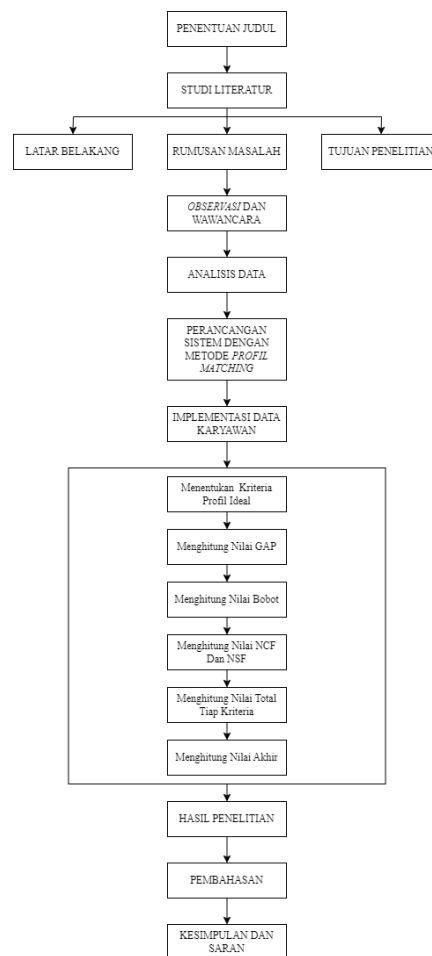 PENENTUAN JUDUL
STUDI LITERATUR
LATAR BELAKANG
RUMUSAN MASALAH
TUJUAN PENELITIAN
OBSERVASI DAN
WAWANCARA
ANALISIS DATA
PERANCANGAN
SISTEM DENGAN
METODE PROFIL
MATCHING
IMPLEMENTASI DATA
KARYAWAN
Menentukan Kriteria
Profil Ideal
Menghitung Nilai GAP
Menghitung Nilai Bobot
Menghitung Nilai NCF
Dan NSF
Menghitung Nilai Total
Tiap Kriteria
Menghitung Nilai Akhir
HASIL PENELITIAN
PEMBAHASAN
KESIMPULAN DAN
SARAN